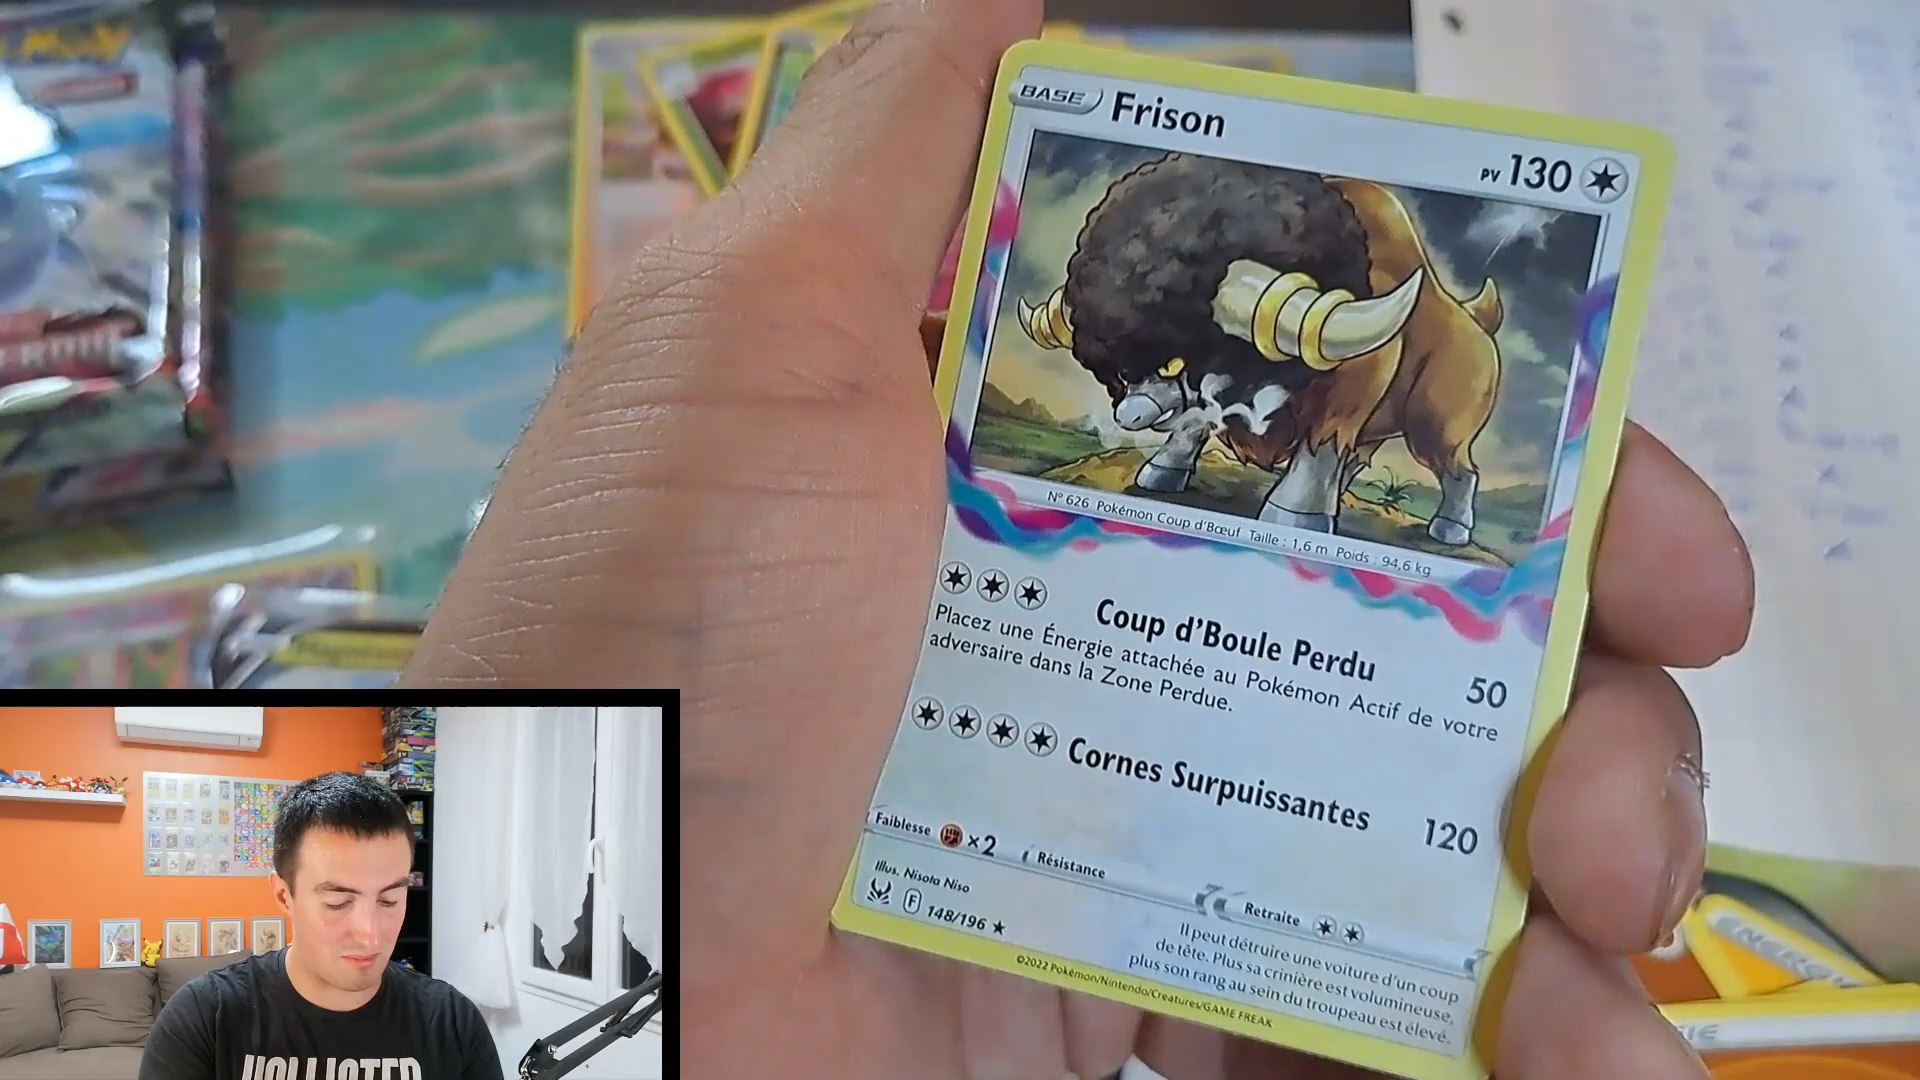 BASE Frison
PV 130
N° 626 Pokémon Coup d'Bœuf Taille : 1,6 m Poids : 94,6 kg
Coup d'Boule Perdu 50
Placez une Énergie attachée au Pokémon Actif de votre
adversaire dans la Zone Perdue.
Cornes Surpuissantes 120
Faiblesse ×2 Résistance
Retraite
Illus. Nisota Niso
F 148/196 ★
Il peut détruire une voiture d'un coup
de tête. Plus sa crinière est volumineuse,
plus son rang au sein du troupeau est élevé.
©2022 Pokémon/Nintendo/Creatures/GAME FREAK
ENERGIE
HOLLISTER